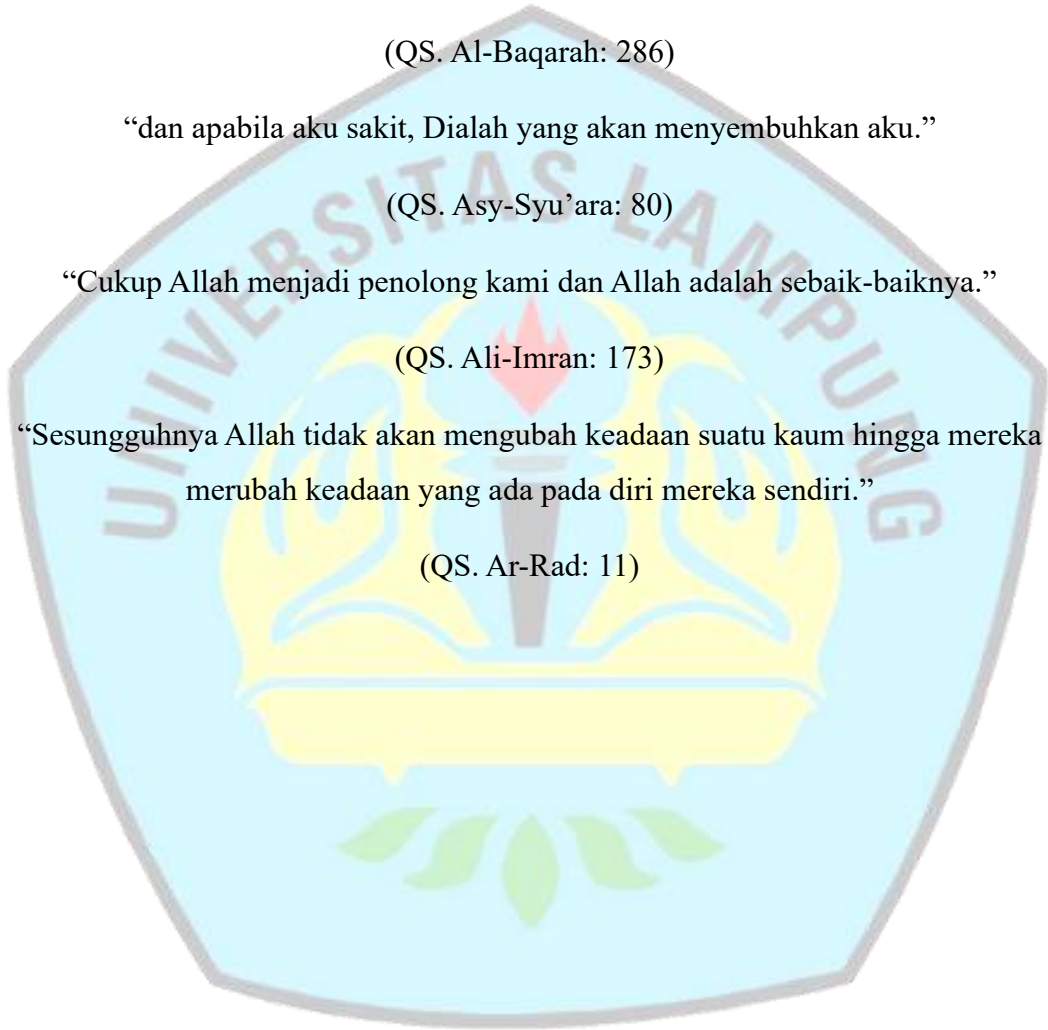 (QS. Al-Baqarah: 286)
“dan apabila aku sakit, Dialah yang akan menyembuhkan aku.”
(QS. Asy-Syu’ara: 80)
“Cukup Allah menjadi penolong kami dan Allah adalah sebaik-baiknya.”
(QS. Ali-Imran: 173)
“Sesungguhnya Allah tidak akan mengubah keadaan suatu kaum hingga mereka
merubah keadaan yang ada pada diri mereka sendiri.”
(QS. Ar-Rad: 11)
UNIVERSITAS LAMPUNG